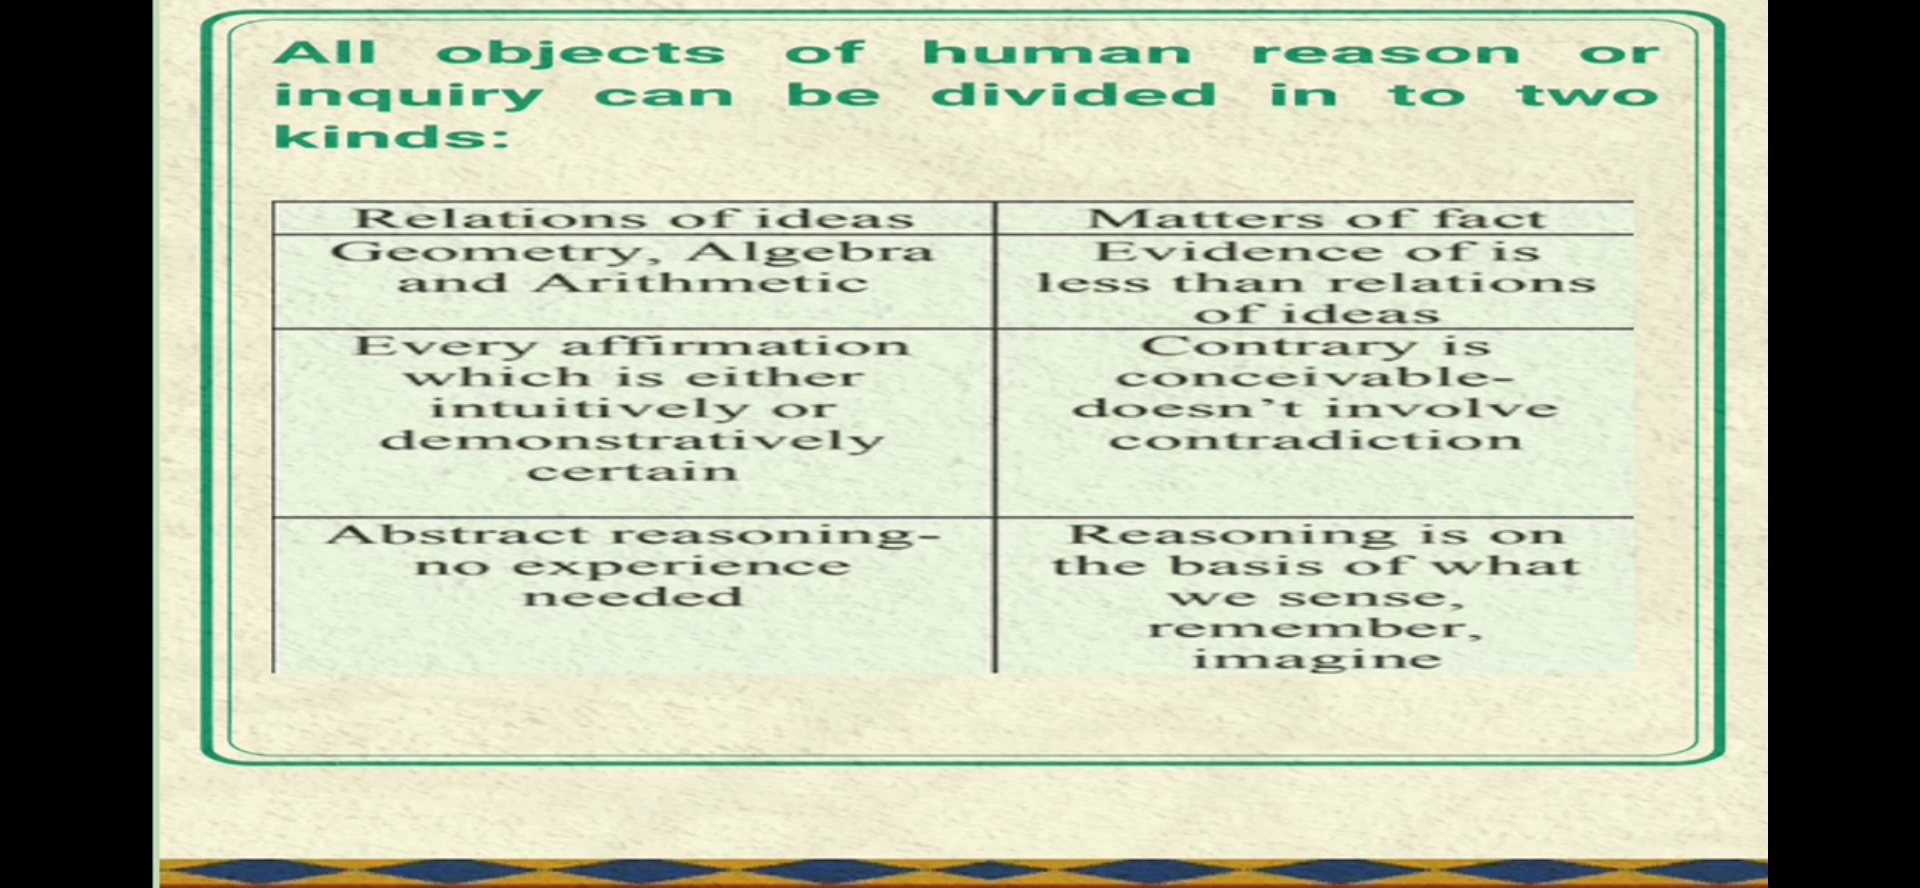 All objects of human reason or
inquiry can be divided in to two
kinds:
Relations of ideas
Matters of fact
Geometry, Algebra
and Arithmetic
Evidence of is
less than relations
of ideas
Every affirmation
which is either
intuitively or
demonstratively
certain
Contrary is
conceivable-
doesn't involve
contradiction
Abstract reasoning-
no experience
needed
Reasoning is on
the basis of what
we sense,
remember,
imagine